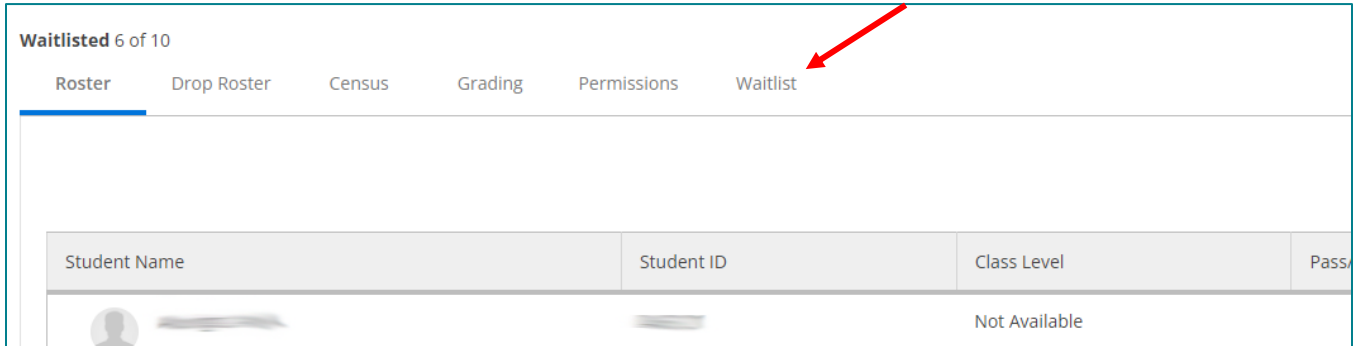 Waitlisted 6 of 10
Roster Drop Roster Census Grading Permissions Waitlist
Student Name Student ID Class Level Pass/
Not Available